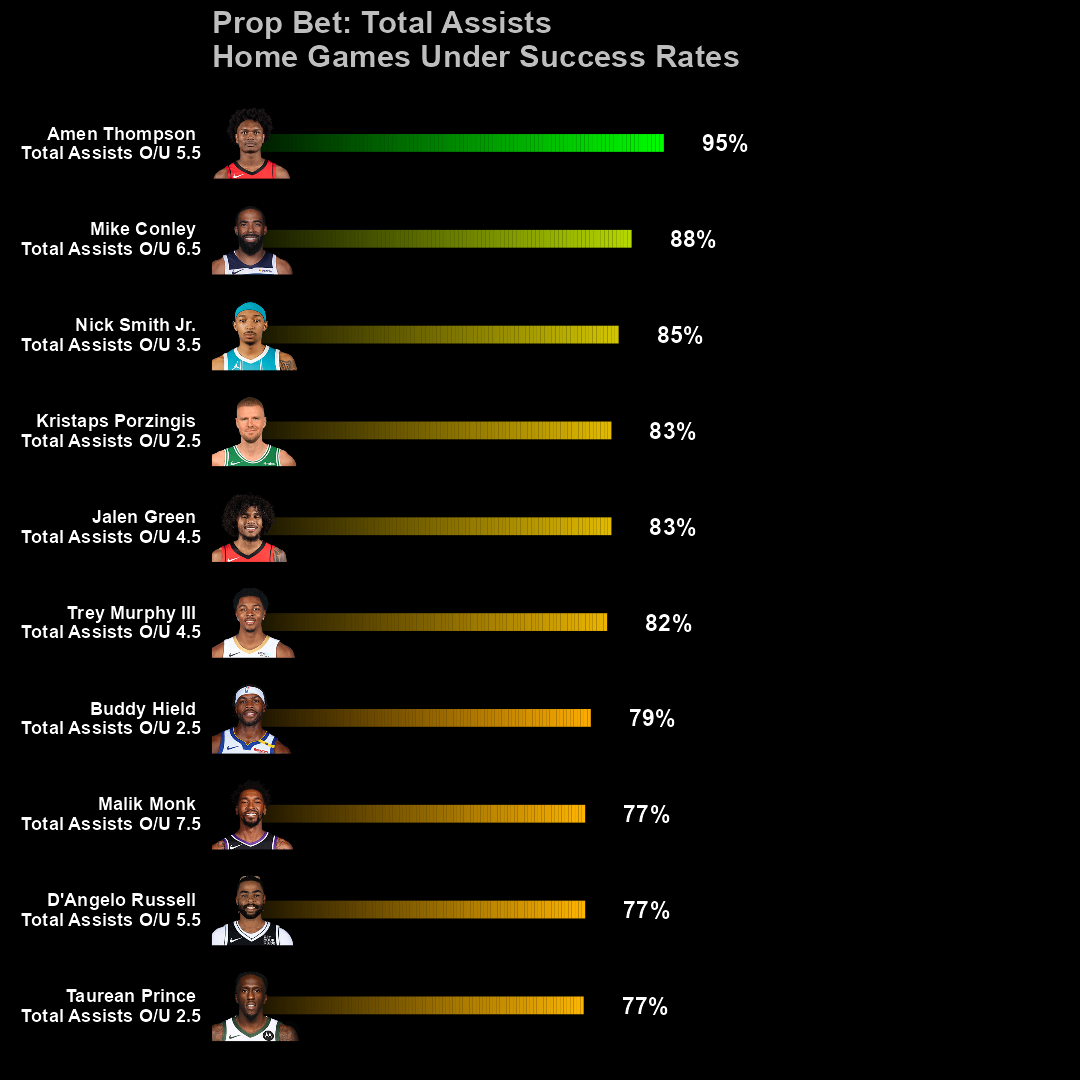 Prop Bet: Total Assists
Home Games Under Success Rates
Amen Thompson
Total Assists O/U 5.5
95%
Mike Conley
Total Assists O/U 6.5
88%
Nick Smith Jr.
Total Assists O/U 3.5
85%
Kristaps Porzingis
Total Assists O/U 2.5
83%
Jalen Green
Total Assists O/U 4.5
83%
Trey Murphy III
Total Assists O/U 4.5
82%
Buddy Hield
Total Assists O/U 2.5
79%
Malik Monk
Total Assists O/U 7.5
77%
D'Angelo Russell
Total Assists O/U 5.5
77%
Taurean Prince
Total Assists O/U 2.5
77%